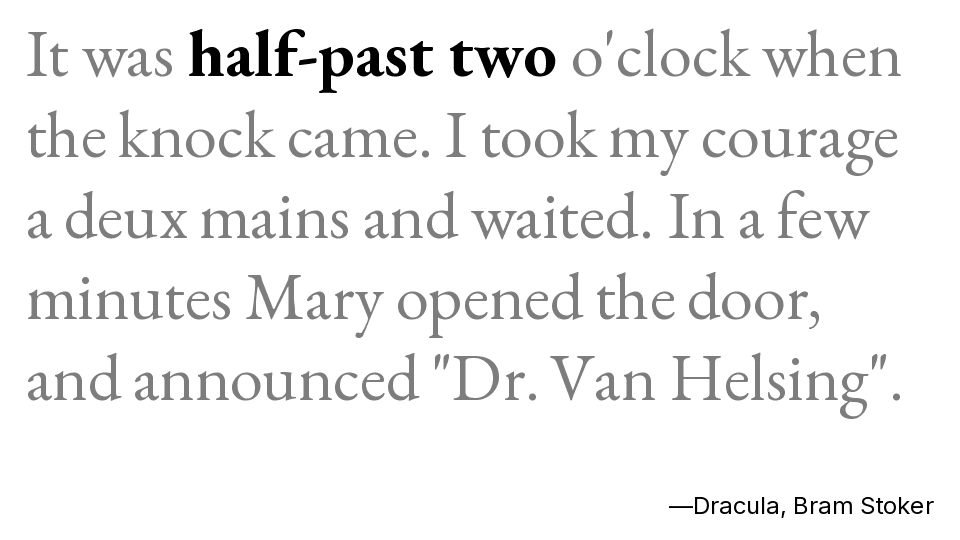 It was half-past two o'clock when
the knock came. I took my courage
a deux mains and waited. In a few
minutes Mary opened the door,
and announced "Dr. Van Helsing".
—Dracula, Bram Stoker